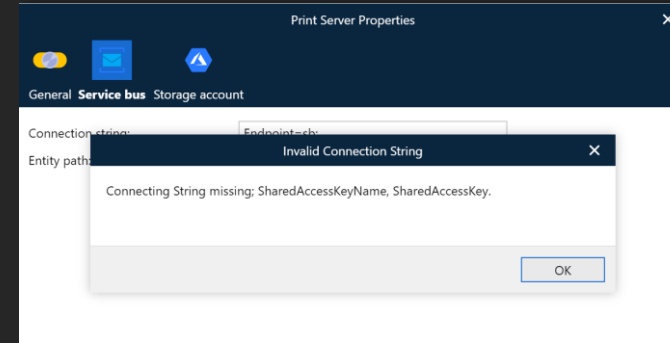 Print Server Properties
General Service bus Storage account
Connection string: Endpoint=sb:
Entity path:
Invalid Connection String
Connecting String missing; SharedAccessKeyName, SharedAccessKey.
OK